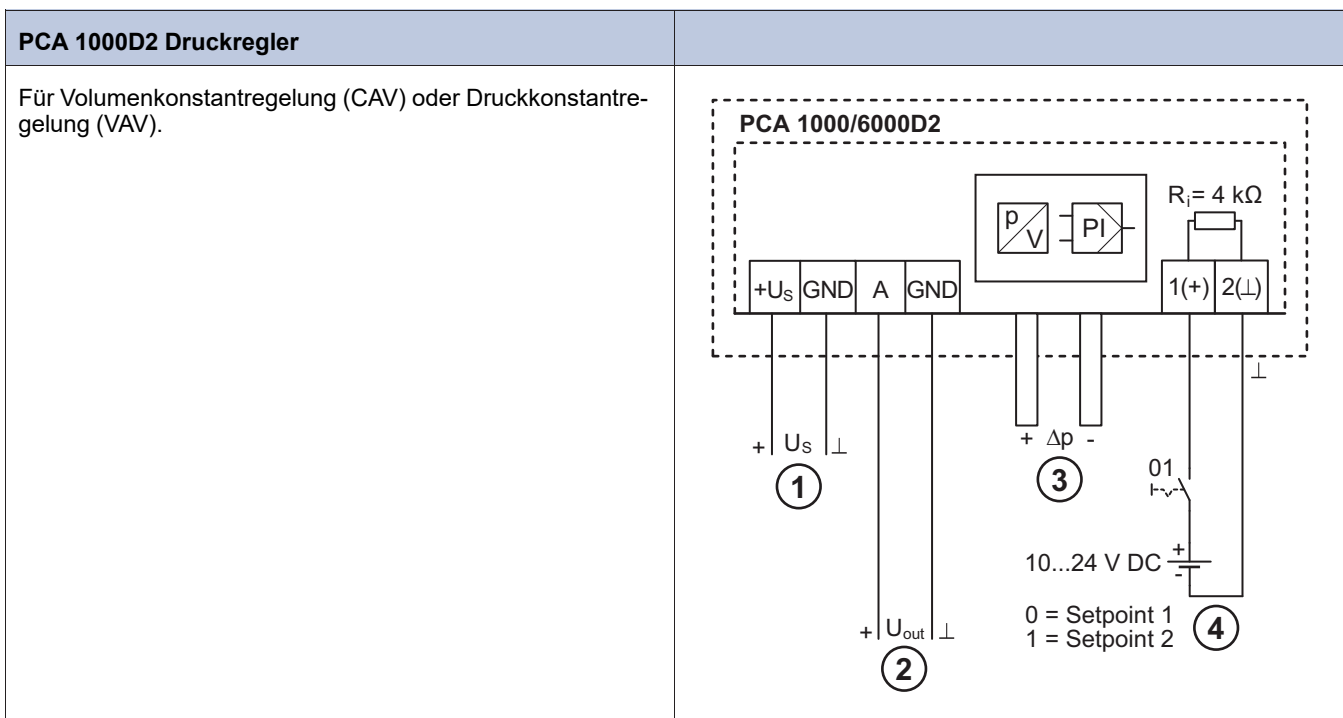 PCA 1000D2 Druckregler
Für Volumenkonstantregelung (CAV) oder Druckkonstantre-
gelung (VAV).
PCA 1000/6000D2
Ri= 4 kΩ
p
V
PI
+US GND A GND
1(+) 2(⊥)
⊥
+ US ⊥
1
+ Δp -
3
01
10...24 V DC + -
0 = Setpoint 1
1 = Setpoint 2
4
+ Uout ⊥
2